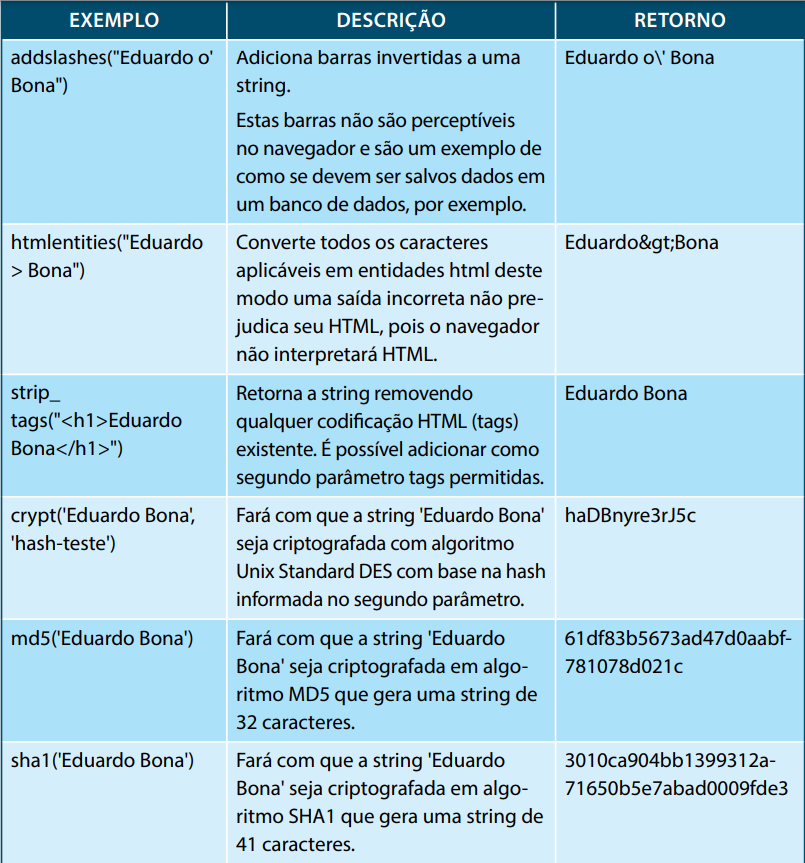 EXEMPLO DESCRIÇÃO RETORNO
addslashes("Eduardo o'
Bona")
Adiciona barras invertidas a uma
string.
Estas barras não são perceptíveis
no navegador e são um exemplo de
como se devem ser salvos dados em
um banco de dados, por exemplo.
Eduardo o\' Bona
htmlentities("Eduardo
> Bona")
Converte todos os caracteres
aplicáveis em entidades html deste
modo uma saída incorreta não pre-
judica seu HTML, pois o navegador
não interpretará HTML.
Eduardo&gt;Bona
strip_
tags("<h1>Eduardo
Bona</h1>")
Retorna a string removendo
qualquer codificação HTML (tags)
existente. É possível adicionar como
segundo parâmetro tags permitidas.
Eduardo Bona
crypt('Eduardo Bona',
'hash-teste')
Fará com que a string 'Eduardo Bona'
seja criptografada com algoritmo
Unix Standard DES com base na hash
informada no segundo parâmetro.
haDBnyre3rJ5c
md5('Eduardo Bona')
Fará com que a string 'Eduardo
Bona' seja criptografada em algo-
ritmo MD5 que gera uma string de
32 caracteres.
61df83b5673ad47d0aabf-
781078d021c
sha1('Eduardo Bona')
Fará com que a string 'Eduardo
Bona' seja criptografada em algo-
ritmo SHA1 que gera uma string de
41 caracteres.
3010ca904bb1399312a-
71650b5e7abad0009fde3